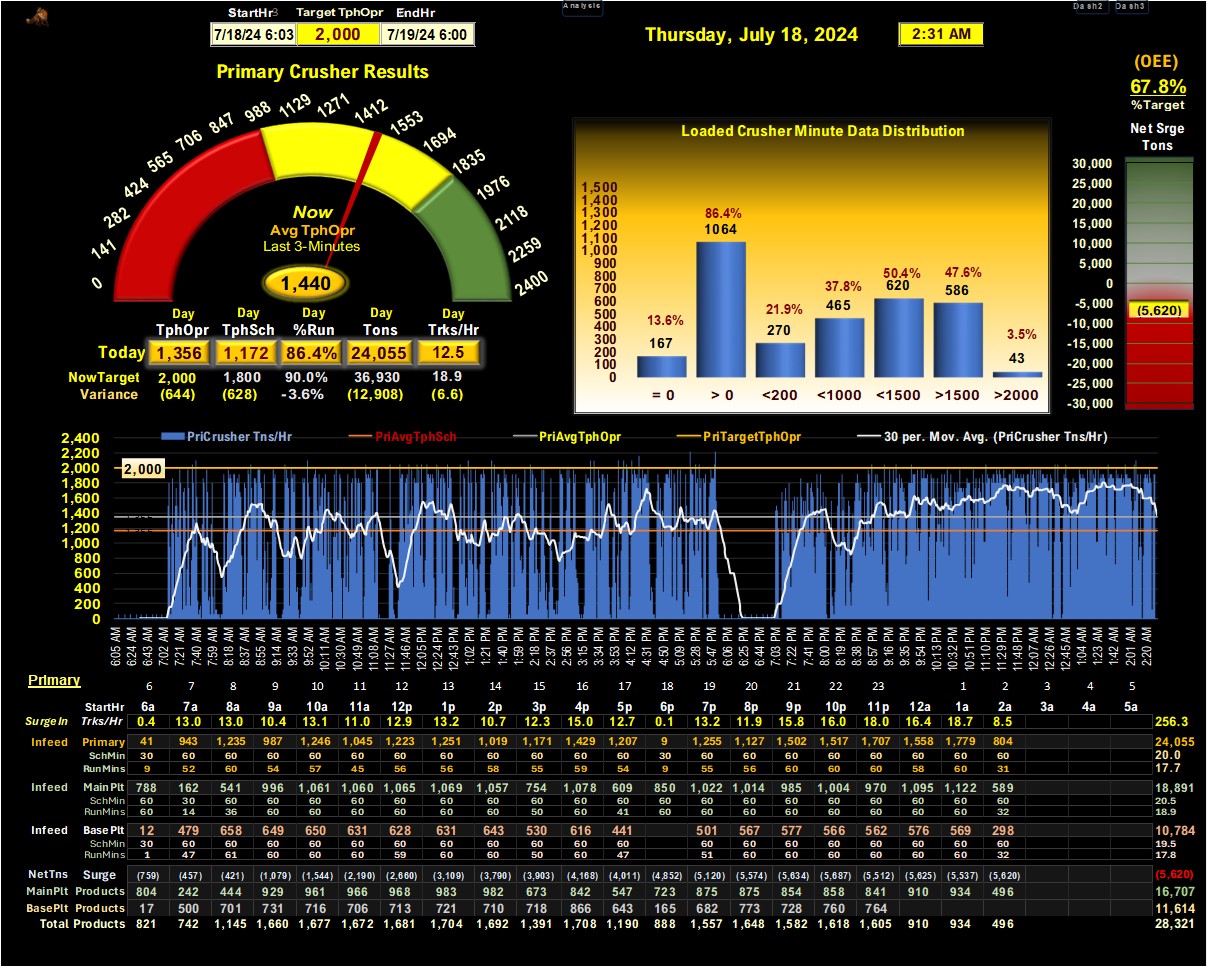 Analysis
Dash2 Dash3
StartHr3 Target TphOpr EndHr
7/18/24 6:03 2,000 7/19/24 6:00
Thursday, July 18, 2024 2:31 AM
(OEE)
67.8%
%Target
Net Srge
Tons
30,000
25,000
20,000
15,000
10,000
5,000
0
-5,000
(5,620)
-10,000
-15,000
-20,000
-25,000
-30,000
Primary Crusher Results
0 141 282 424 565 706 847 988 1129 1271 1412 1553 1694 1835 1976 2118 2259 2400
Now
Avg TphOpr
Last 3-Minutes
1,440
Day Day Day Day Day
TphOpr TphSch %Run Tons Trks/Hr
Today 1,356 1,172 86.4% 24,055 12.5
NowTarget 2,000 1,800 90.0% 36,930 18.9
Variance (644) (628) -3.6% (12,908) (6.6)
Loaded Crusher Minute Data Distribution
1,500
1,400
1,300
1,200
1,100
1,000
900
800
700
600
500
400
300
200
100
0
13.6% 86.4% 21.9% 37.8% 50.4% 47.6% 3.5%
167 1064 270 465 620 586 43
= 0 > 0 <200 <1000 <1500 >1500 >2000
PriCrusher Tns/Hr PriAvgTphSch PriAvgTphOpr PriTargetTphOpr 30 per. Mov. Avg. (PriCrusher Tns/Hr)
2,400
2,200
2,000
1,800
1,600
1,400
1,200
1,000
800
600
400
200
0
2,000
6:05 AM 6:24 AM 6:43 AM 7:02 AM 7:21 AM 7:40 AM 7:59 AM 8:18 AM 8:37 AM 8:55 AM 9:14 AM 9:33 AM 9:52 AM 10:11 AM 10:30 AM 10:49 AM 11:08 AM 11:27 AM 11:46 AM 12:05 PM 12:24 PM 12:43 PM 1:02 PM 1:21 PM 1:40 PM 1:59 PM 2:18 PM 2:37 PM 2:56 PM 3:15 PM 3:34 PM 3:53 PM 4:12 PM 4:31 PM 4:50 PM 5:09 PM 5:28 PM 5:47 PM 6:06 PM 6:25 PM 6:44 PM 7:03 PM 7:22 PM 7:41 PM 8:00 PM 8:19 PM 8:38 PM 8:57 PM 9:16 PM 9:35 PM 9:54 PM 10:13 PM 10:32 PM 10:51 PM 11:10 PM 11:29 PM 11:48 PM 12:07 AM 12:26 AM 12:45 AM 1:04 AM 1:23 AM 1:42 AM 2:01 AM 2:20 AM
Primary
6 7 8 9 10 11 12 13 14 15 16 17 18 19 20 21 22 23 1 2 3 4 5
StartHr 6a 7a 8a 9a 10a 11a 12p 1p 2p 3p 4p 5p 6p 7p 8p 9p 10p 11p 12a 1a 2a 3a 4a 5a
SurgeIn Trks/Hr 0.4 13.0 13.0 10.4 13.1 11.0 12.9 13.2 10.7 12.3 15.0 12.7 0.1 13.2 11.9 15.8 16.0 18.0 16.4 18.7 8.5 256.3
Infeed Primary 41 943 1,235 987 1,246 1,045 1,223 1,251 1,019 1,171 1,429 1,207 9 1,255 1,127 1,502 1,517 1,707 1,558 1,779 804 24,055
SchMin 30 60 60 60 60 60 60 60 60 60 60 60 30 60 60 60 60 60 60 60 60 20.0
RunMins 9 52 60 54 57 45 56 56 58 55 59 54 9 55 56 60 60 60 58 60 31 17.7
Infeed MainPlt 788 162 541 996 1,061 1,060 1,065 1,069 1,057 754 1,078 609 850 1,022 1,014 985 1,004 970 1,095 1,122 589 18,891
SchMin 60 30 60 60 60 60 60 60 60 60 60 60 60 60 60 60 60 60 60 60 60 20.5
RunMins 60 14 36 60 60 60 60 60 60 50 60 41 60 60 60 60 60 60 60 60 32 18.9
Infeed BasePlt 12 479 658 649 650 631 628 631 643 530 616 441 501 567 577 566 562 576 569 298 10,784
SchMin 30 60 60 60 60 60 60 60 60 60 60 60 60 60 60 60 60 60 60 60 19.5
RunMins 1 47 61 60 60 60 59 60 60 50 60 47 51 60 60 60 60 60 60 32 17.8
NetTns Surge (759) (457) (421) (1,079) (1,544) (2,190) (2,660) (3,109) (3,790) (3,903) (4,168) (4,011) (4,852) (5,120) (5,574) (5,634) (5,687) (5,512) (5,625) (5,537) (5,620) (5,620)
MainPlt Products 804 242 444 929 961 966 968 983 982 673 842 547 723 875 875 854 858 841 910 934 496 16,707
BasePlt Products 17 500 701 731 716 706 713 721 710 718 866 643 165 682 773 728 760 764 11,614
Total Products 821 742 1,145 1,660 1,677 1,672 1,681 1,704 1,692 1,391 1,708 1,190 888 1,557 1,648 1,582 1,618 1,605 910 934 496 28,321